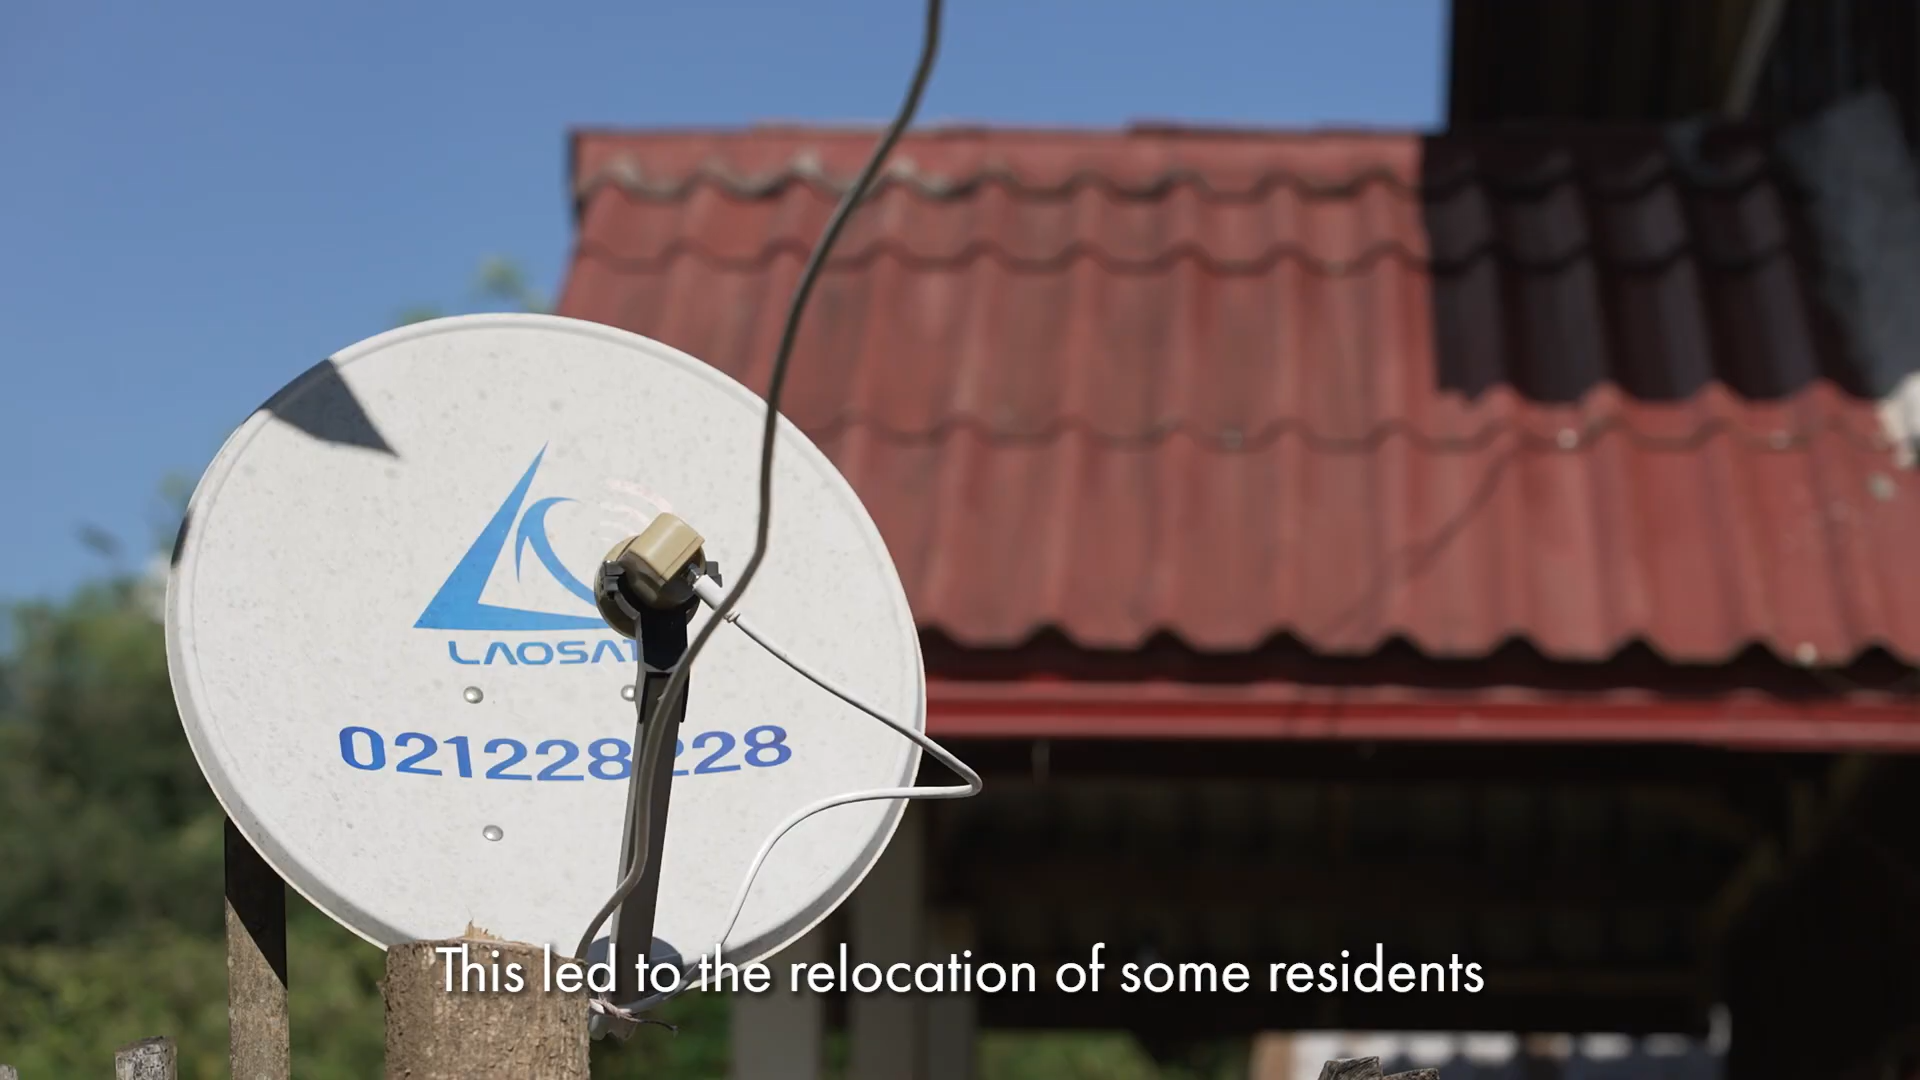 LAOSAT
021228228
This led to the relocation of some residents